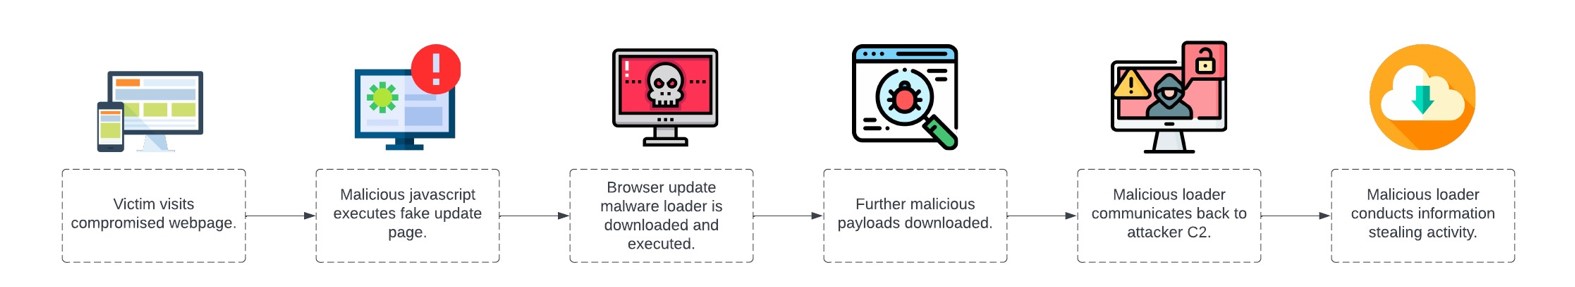 Victim visits
compromised webpage.
Malicious javascript
executes fake update
page.
Browser update
malware loader is
downloaded and
executed.
Further malicious
payloads downloaded.
Malicious loader
communicates back to
attacker C2.
Malicious loader
conducts information
stealing activity.